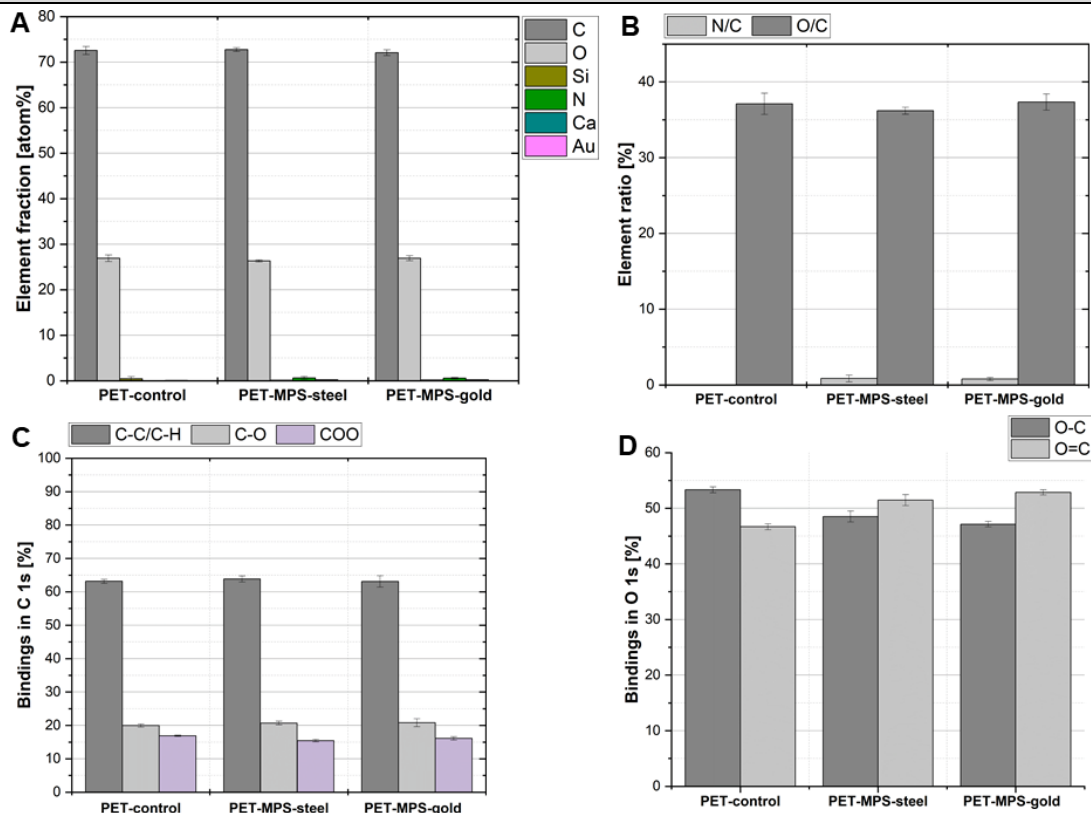 A
Element fraction [atom%]
80
70
60
50
40
30
20
10
0
PET-control PET-MPS-steel PET-MPS-gold
C
O
Si
N
Ca
Au
B
N/C O/C
Element ratio [%]
40
30
20
10
0
PET-control PET-MPS-steel PET-MPS-gold
C
C-C/C-H C-O COO
Bindings in C 1s [%]
100
90
80
70
60
50
40
30
20
10
0
PET-control PET-MPS-steel PET-MPS-gold
D
O-C
O=C
Bindings in O 1s [%]
60
50
40
30
20
10
0
PET-control PET-MPS-steel PET-MPS-gold